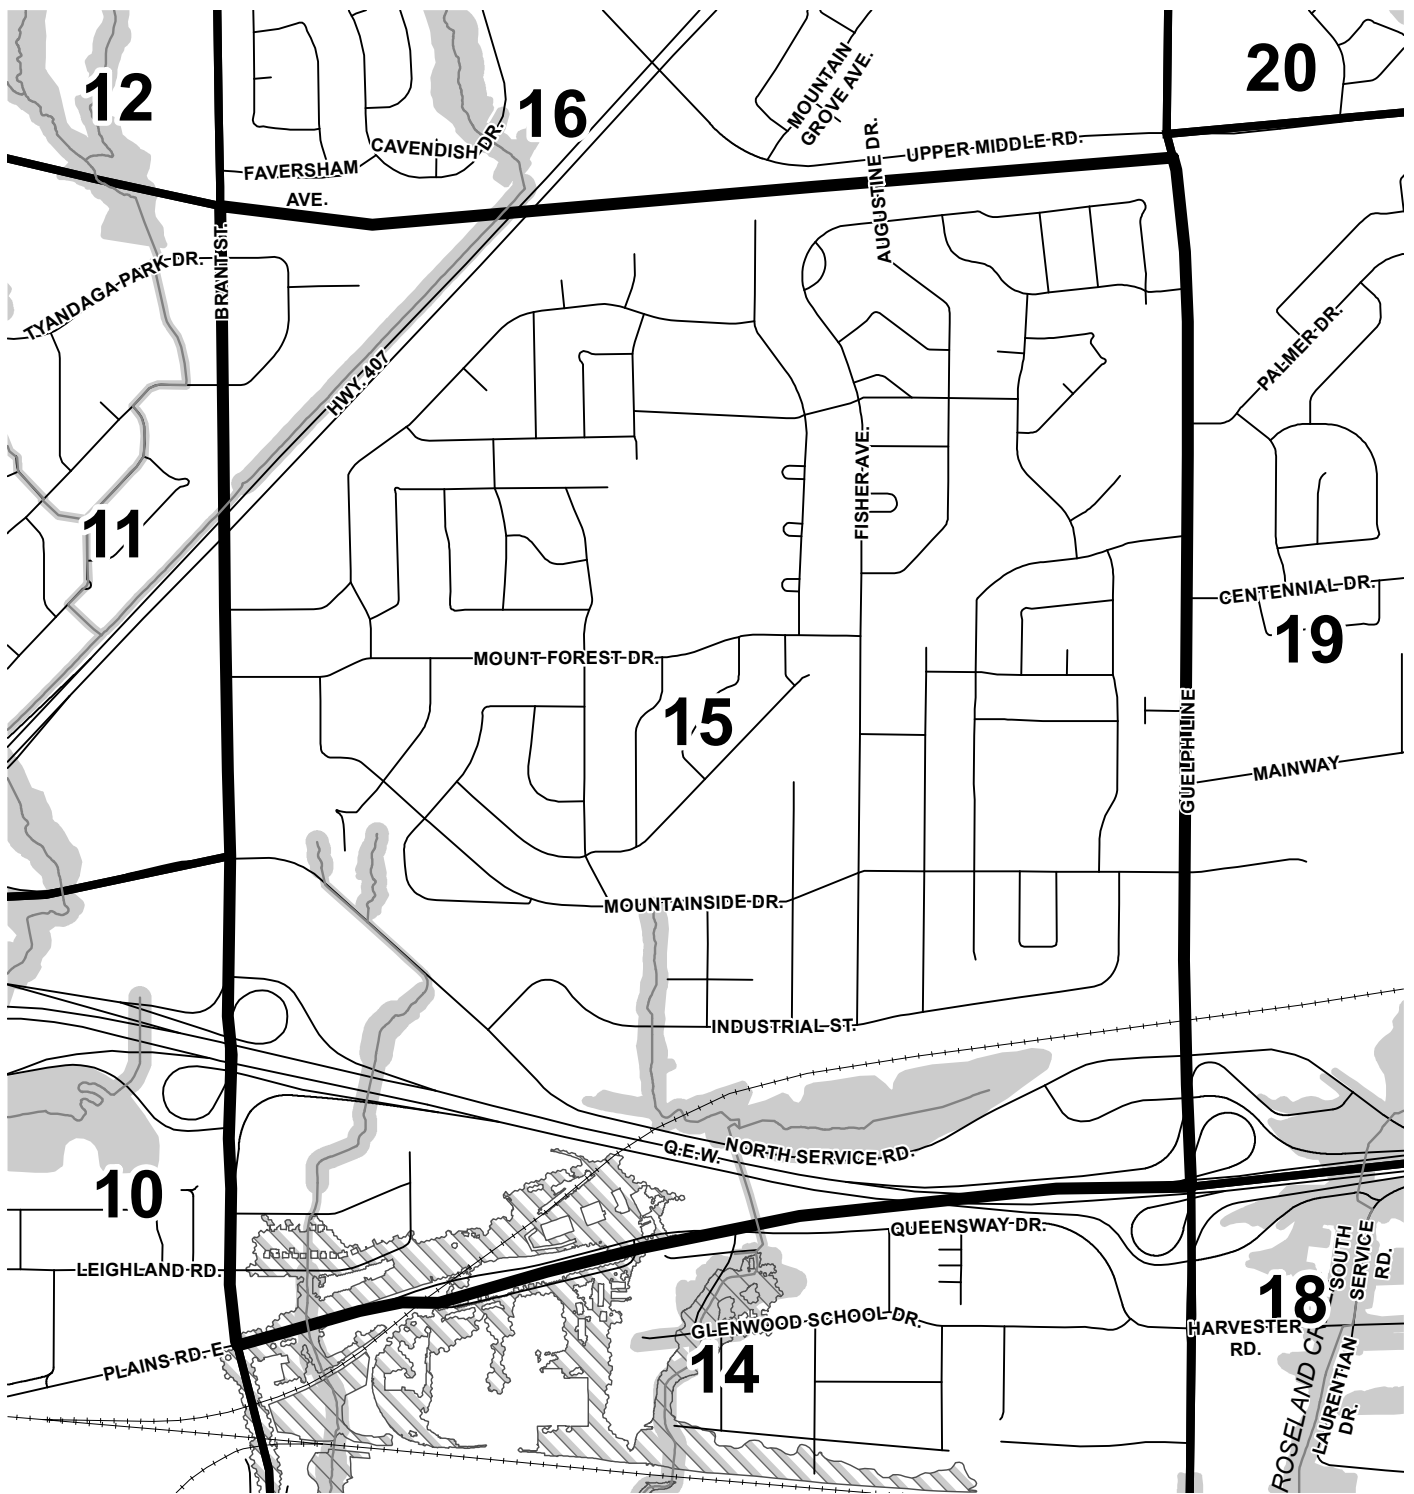 12
16
20
MOUNTAIN
GROVE AVE.
CAVENDISH DR.
FAVERSHAM
AVE.
UPPER MIDDLE RD.
AUGUSTINE DR.
BRANT ST.
TYANDAGA PARK DR.
HWY. 407
PALMER DR.
FISHER AVE.
11
CENTENNIAL DR.
19
MOUNT FOREST DR.
15
GUELPH LINE
MAINWAY
MOUNTAINSIDE DR.
INDUSTRIAL ST.
NORTH SERVICE RD.
Q.E.W.
10
QUEENSWAY DR.
SOUTH
SERVICE
RD.
LEIGHLAND RD.
18
GLENWOOD SCHOOL DR.
HARVESTER
RD.
PLAINS RD. E
14
LAURENTIAN
DR.
ROSELAND